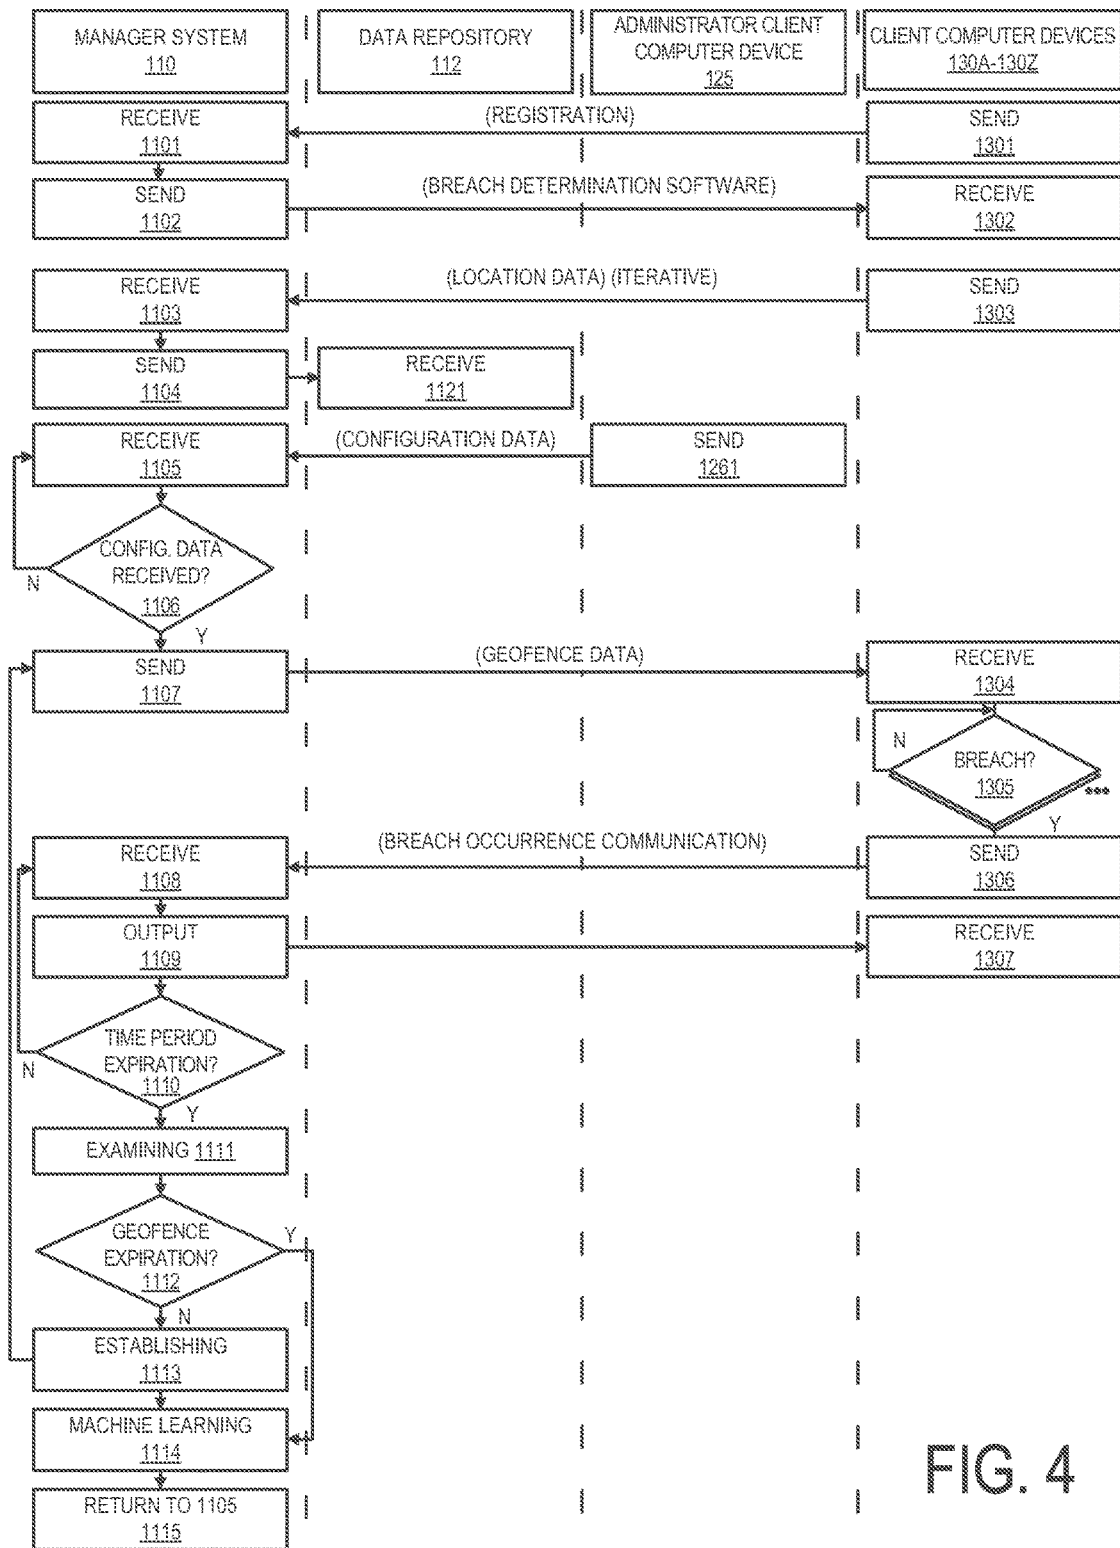 MANAGER SYSTEM
110
DATA REPOSITORY
112
ADMINISTRATOR CLIENT
COMPUTER DEVICE
125
CLIENT COMPUTER DEVICES
130A-130Z
RECEIVE
1101
(REGISTRATION)
SEND
1301
SEND
1102
(BREACH DETERMINATION SOFTWARE)
RECEIVE
1302
RECEIVE
1103
(LOCATION DATA) (ITERATIVE)
SEND
1303
SEND
1104
RECEIVE
1121
RECEIVE
1105
(CONFIGURATION DATA)
SEND
1261
CONFIG. DATA
RECEIVED?
1106
N
Y
SEND
1107
(GEOFENCE DATA)
RECEIVE
1304
N
BREACH?
1305
Y
RECEIVE
1108
(BREACH OCCURRENCE COMMUNICATION)
SEND
1306
OUTPUT
1109
RECEIVE
1307
TIME PERIOD
EXPIRATION?
1110
N
Y
EXAMINING 1111
GEOFENCE
EXPIRATION?
1112
Y
N
ESTABLISHING
1113
MACHINE LEARNING
1114
RETURN TO 1105
1115
FIG. 4